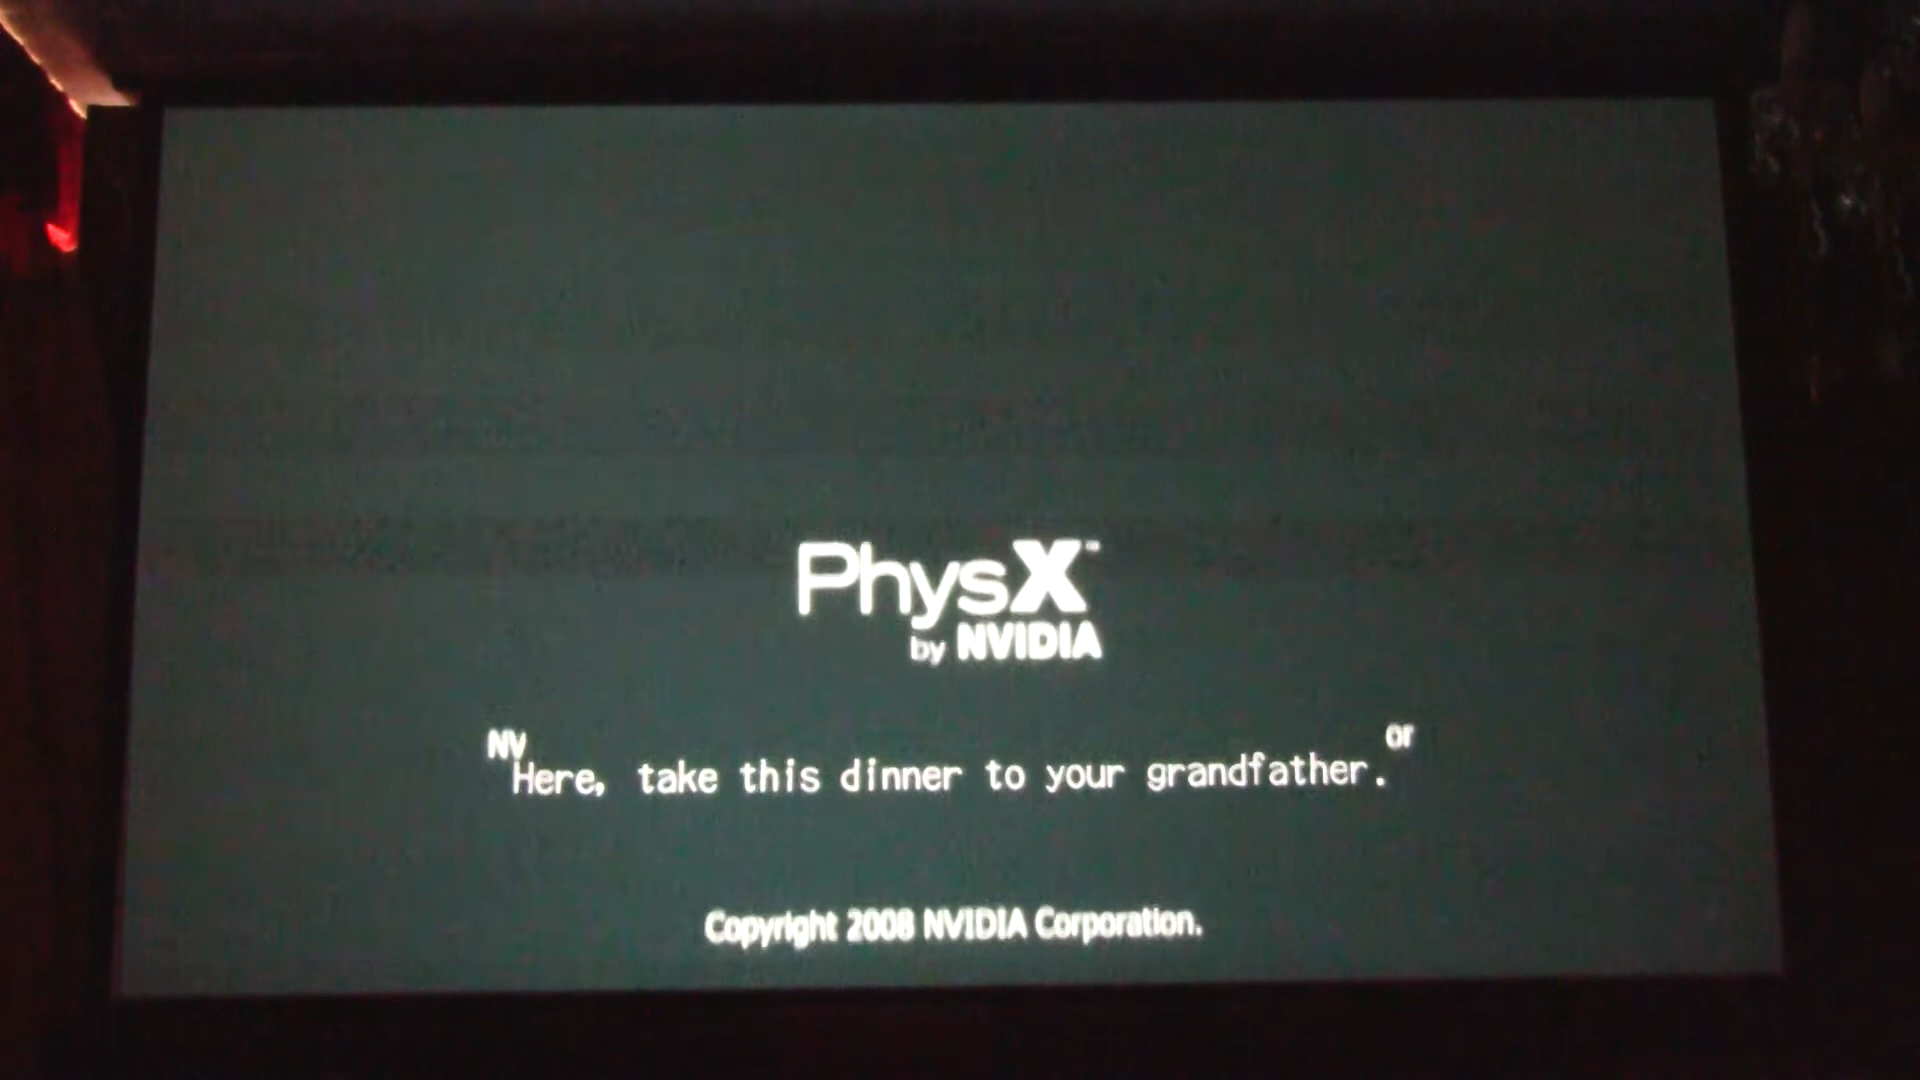 PhysX™
by NVIDIA
NV or
Here, take this dinner to your grandfather.
Copyright 2008 NVIDIA Corporation.